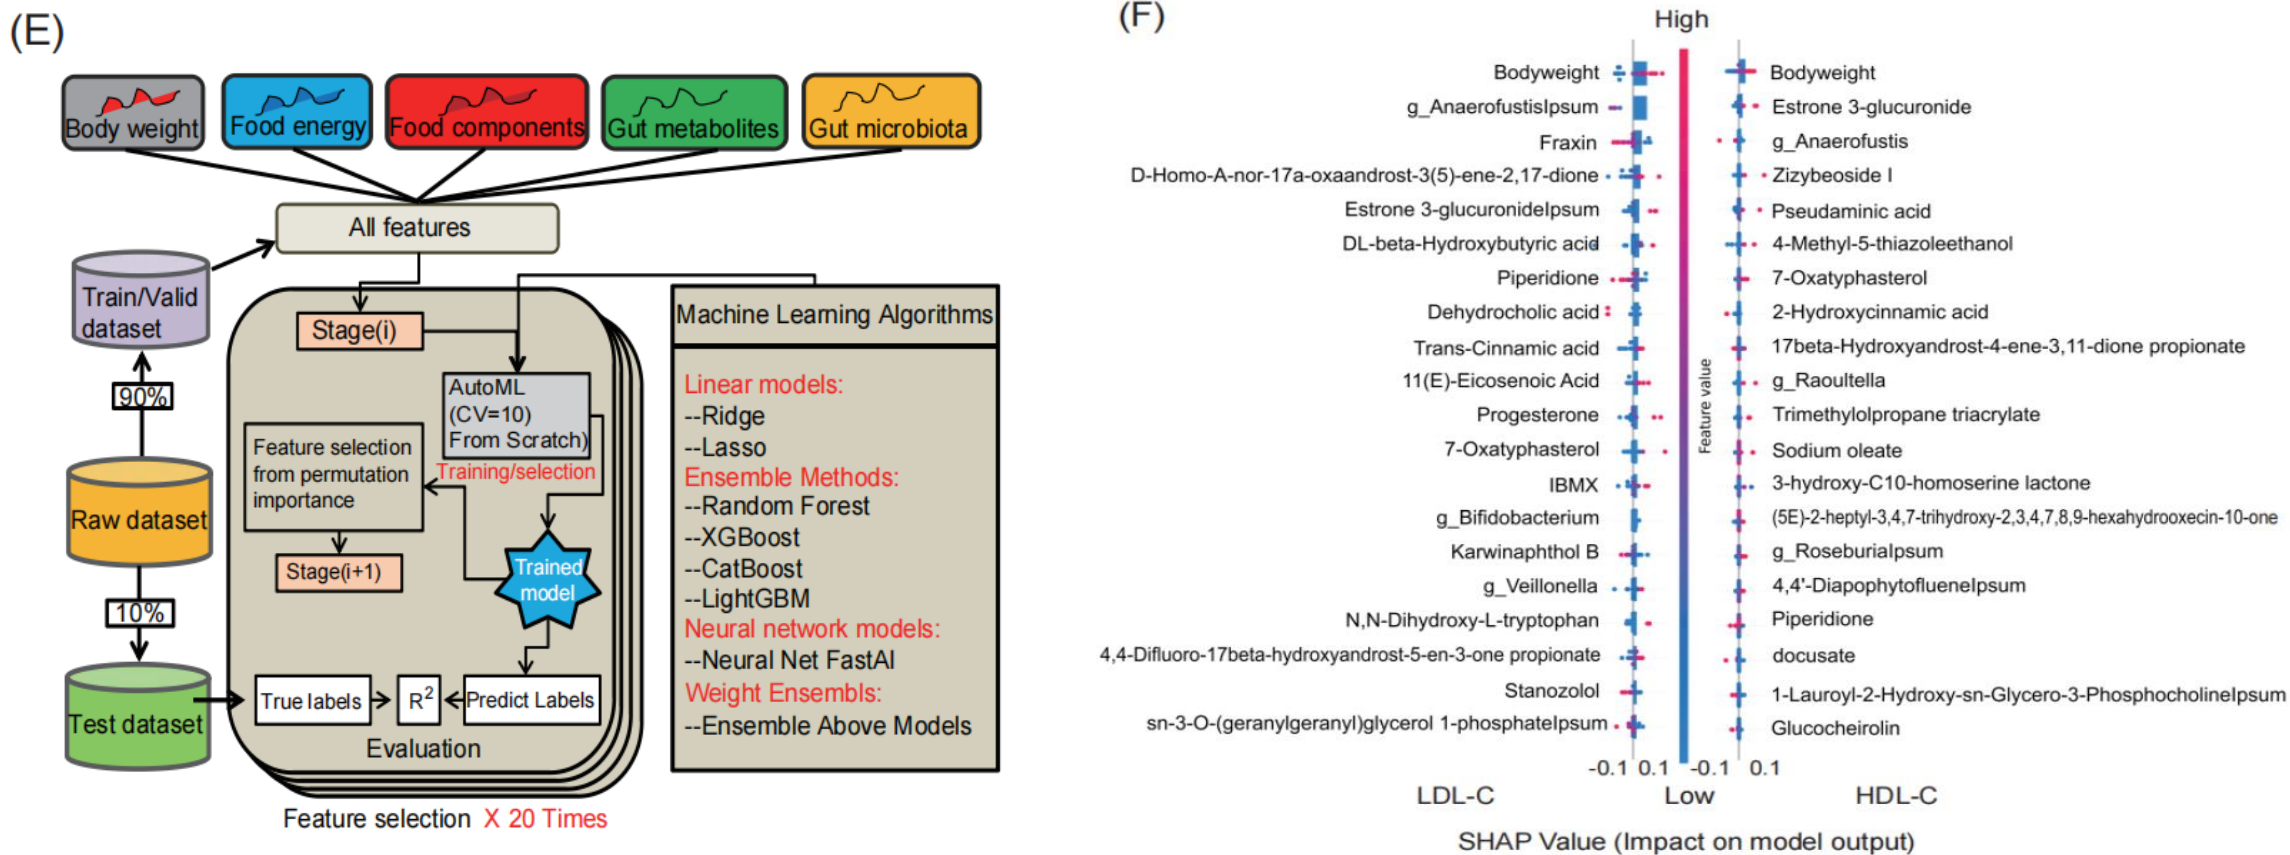 (E)
Body weight
Food energy
Food components
Gut metabolites
Gut microbiota
All features
Train/Valid
dataset
90%
Raw dataset
10%
Test dataset
Stage(i)
AutoML
(CV=10)
From Scratch)
Training/selection
Feature selection
from permutation
importance
Stage(i+1)
Trained
model
True labels
R²
Predict Labels
Evaluation
Feature selection X 20 Times
Machine Learning Algorithms
Linear models:
--Ridge
--Lasso
Ensemble Methods:
--Random Forest
--XGBoost
--CatBoost
--LightGBM
Neural network models:
--Neural Net FastAI
Weight Ensembls:
--Ensemble Above Models
(F)
High
Bodyweight
g_AnaerofustisIpsum
Fraxin
D-Homo-A-nor-17a-oxaandrost-3(5)-ene-2,17-dione
Estrone 3-glucuronideIpsum
DL-beta-Hydroxybutyric acid
Piperidione
Dehydrocholic acid
Trans-Cinnamic acid
11(E)-Eicosenoic Acid
Progesterone
7-Oxatyphasterol
IBMX
g_Bifidobacterium
Karwinaphthol B
g_Veillonella
N,N-Dihydroxy-L-tryptophan
4,4-Difluoro-17beta-hydroxyandrost-5-en-3-one propionate
Stanozolol
sn-3-O-(geranylgeranyl)glycerol 1-phosphateIpsum
Feature value
Bodyweight
Estrone 3-glucuronide
g_Anaerofustis
Zizybeoside I
Pseudaminic acid
4-Methyl-5-thiazoleethanol
7-Oxatyphasterol
2-Hydroxycinnamic acid
17beta-Hydroxyandrost-4-ene-3,11-dione propionate
g_Raoultella
Trimethylolpropane triacrylate
Sodium oleate
3-hydroxy-C10-homoserine lactone
(5E)-2-heptyl-3,4,7-trihydroxy-2,3,4,7,8,9-hexahydrooxecin-10-one
g_RoseburiaIpsum
4,4'-DiapophytoflueneIpsum
Piperidione
docusate
1-Lauroyl-2-Hydroxy-sn-Glycero-3-PhosphocholineIpsum
Glucocheirolin
-0.1 0.1 -0.1 0.1
LDL-C Low HDL-C
SHAP Value (Impact on model output)